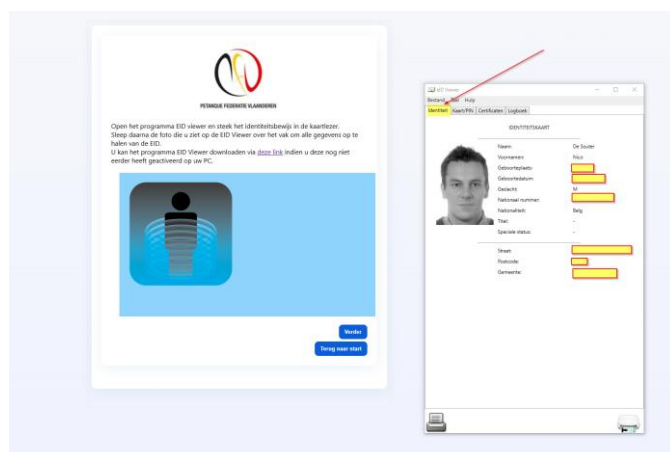 PETANQUE FEDERATIE VLAANDEREN
Open het programma EID viewer en steek het identiteitsbewijs in de kaartlezer.
Sleep daarna de foto die u ziet op de EID Viewer over het vak om alle gegevens op te
halen van de EID.
U kan het programma EID Viewer downloaden via deze link indien u deze nog niet
eerder heeft geactiveerd op uw PC.
Verder
Terug naar start
eID Viewer
Bestand Taal Hulp
Identiteit Kaart/PIN Certificaten Logboek
IDENTITEITSKAART
Naam: De Souter
Voornamen: Nico
Geboorteplaats:
Geboortedatum:
Geslacht: M
Nationaal nummer:
Nationaliteit: Belg
Titel: -
Speciale status: -
Straat:
Postcode:
Gemeente: